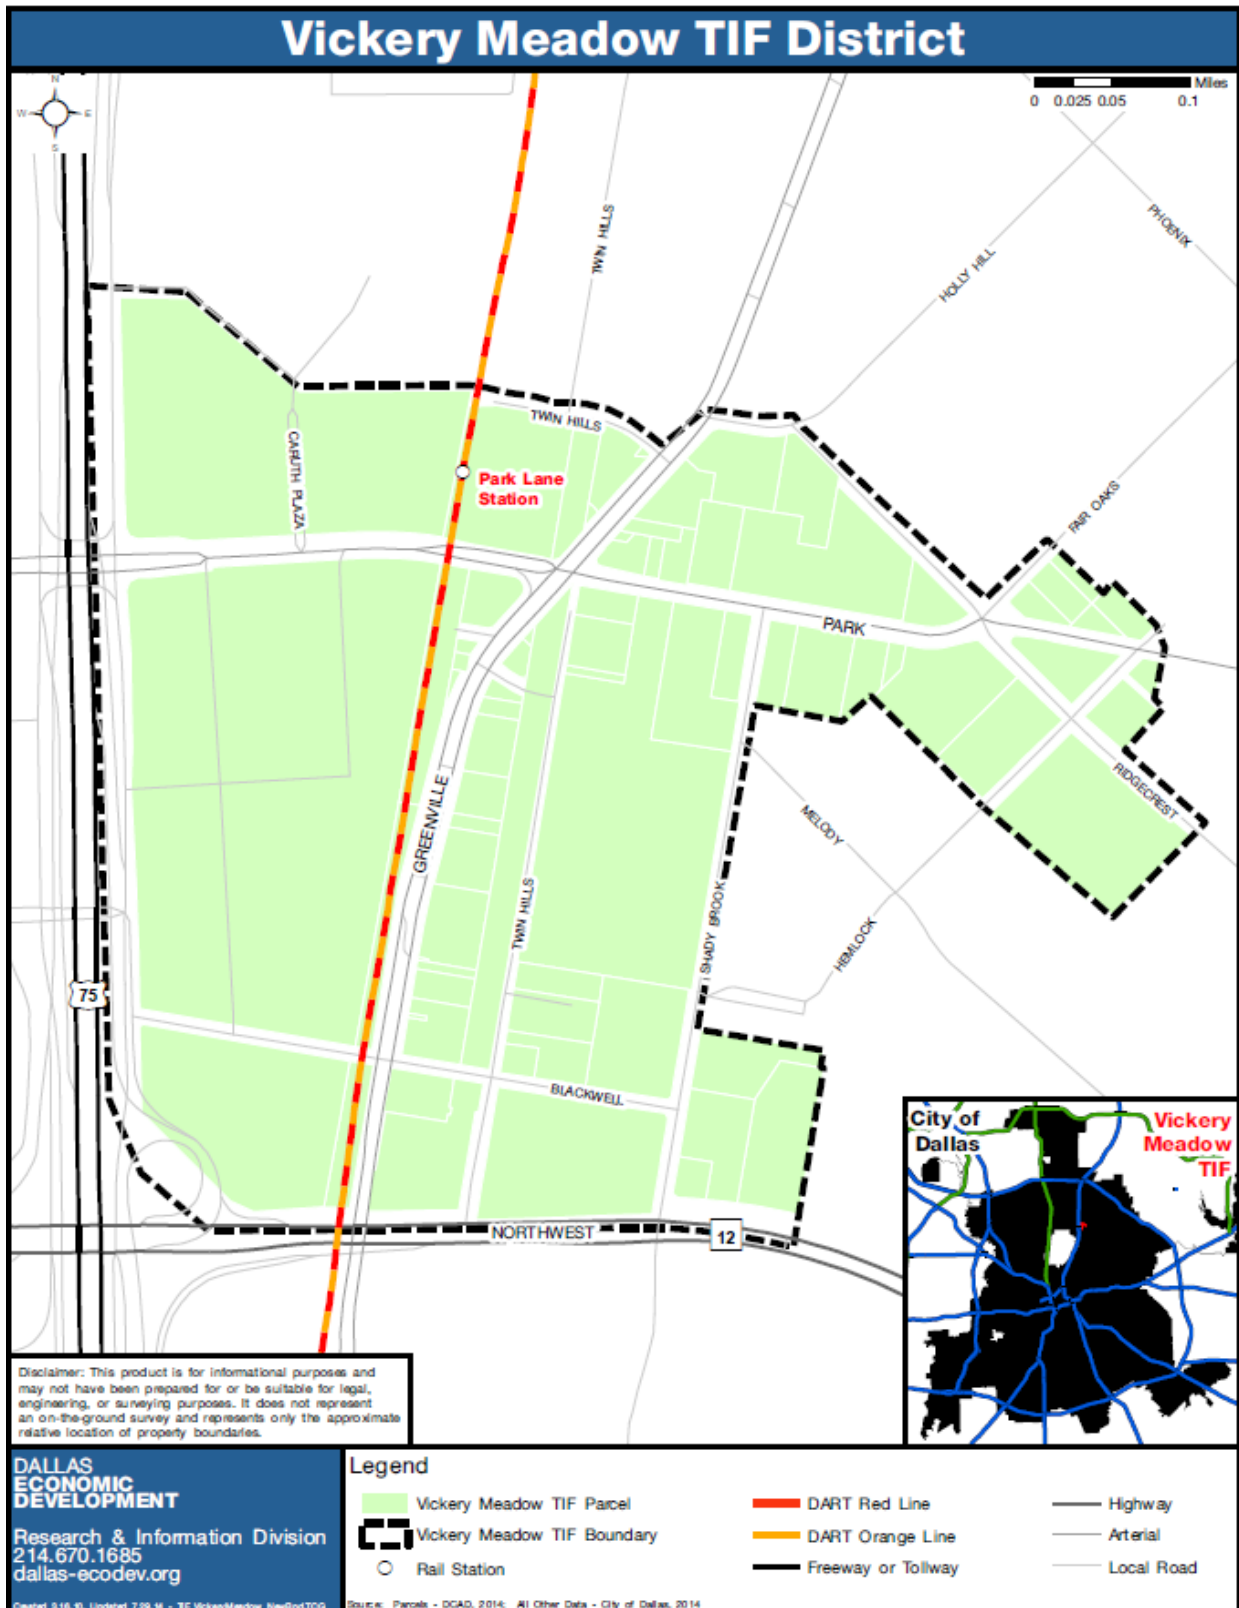 Vickery Meadow TIF District
N
W
E
S
Miles
0 0.025 0.05 0.1
PHOENIX
TWIN HILLS
HOLLY HILL
TWIN HILLS
CARUTH PLAZA
Park Lane
Station
FAIR OAKS
PARK
GREENVILLE
RIDGECREST
MELODY
TWIN HILLS
SHADY BROOK
HEMLOCK
75
BLACKWELL
NORTHWEST
12
City of
Dallas
Vickery
Meadow
TIF
Disclaimer: This product is for informational purposes and
may not have been prepared for or be suitable for legal,
engineering, or surveying purposes. It does not represent
an on-the-ground survey and represents only the approximate
relative location of property boundaries.
DALLAS
ECONOMIC
DEVELOPMENT
Research & Information Division
214.670.1685
dallas-ecodev.org
Legend
Vickery Meadow TIF Parcel
Vickery Meadow TIF Boundary
Rail Station
DART Red Line
DART Orange Line
Freeway or Tollway
Highway
Arterial
Local Road
Source: Parcels - DCAD, 2014; All Other Data - City of Dallas, 2014